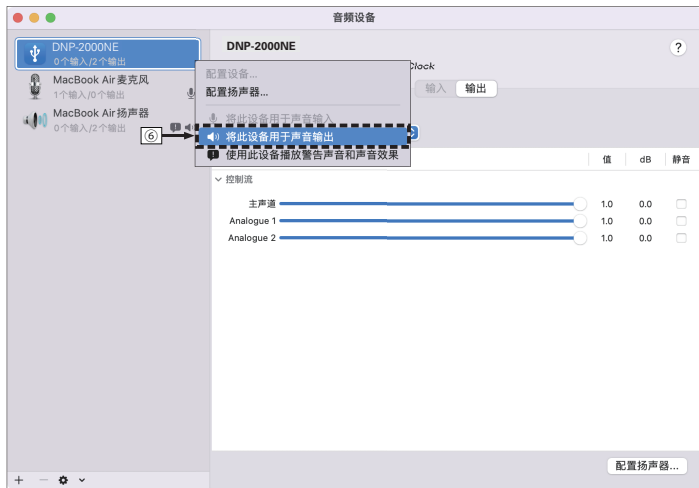 音频设备
DNP-2000NE
0个输入/2个输出
MacBook Air麦克风
1个输入/0个输出
MacBook Air扬声器
0个输入/2个输出
⑥
DNP-2000NE
?
Clock
输入
输出
配置设备...
配置扬声器...
将此设备用于声音输入
将此设备用于声音输出
使用此设备播放警告声音和声音效果
值 dB 静音
控制流
主声道 1.0 0.0
Analogue 1 1.0 0.0
Analogue 2 1.0 0.0
配置扬声器...